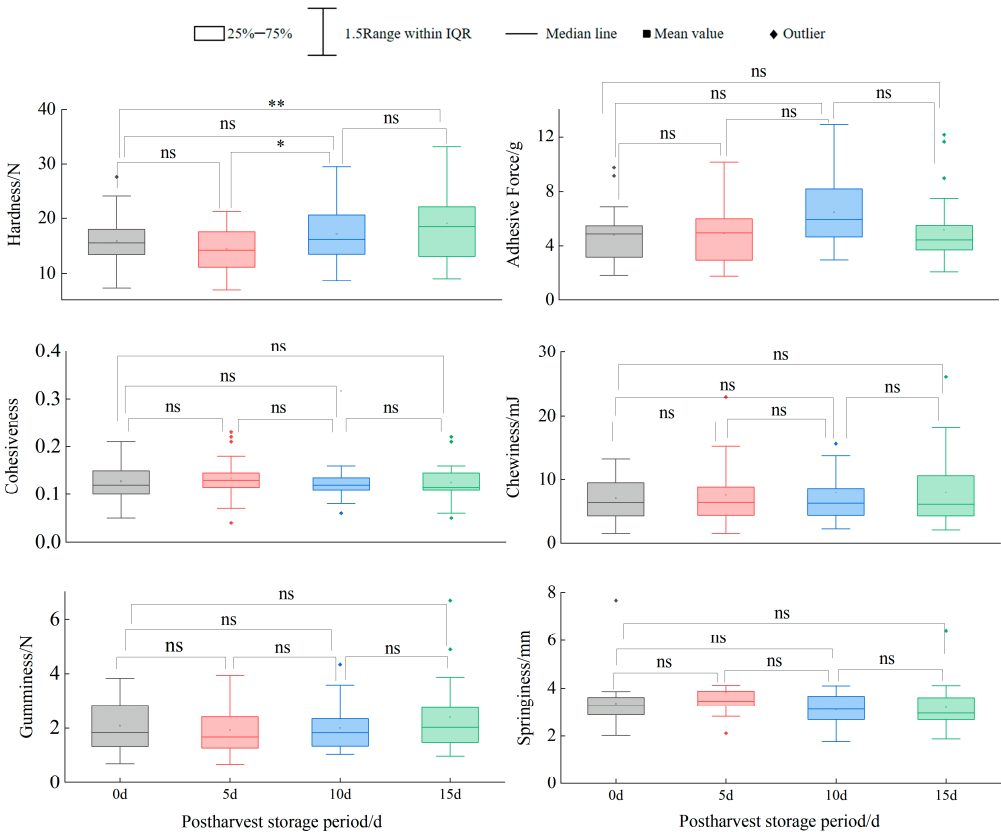 25%—75% 1.5Range within IQR Median line Mean value Outlier
Hardness/N
40
30
20
10
**
ns
ns
ns
*
Adhesive Force/g
12
8
4
0
ns
ns
ns
ns
ns
Cohesiveness
0.4
0.3
0.2
0.1
0.0
ns
ns
ns
ns
ns
Chewiness/mJ
30
20
10
0
ns
ns
ns
ns
ns
Gumminess/N
6
4
2
0
ns
ns
ns
ns
ns
0d 5d 10d 15d
Postharvest storage period/d
Springiness/mm
8
6
4
2
0
ns
ns
ns
ns
ns
0d 5d 10d 15d
Postharvest storage period/d